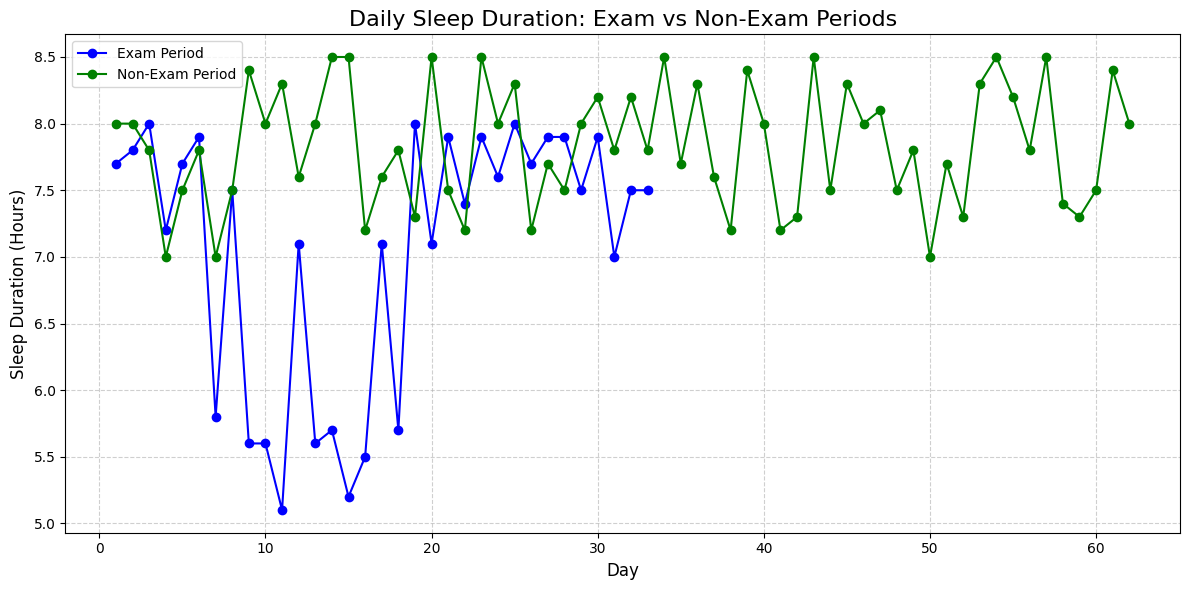 Daily Sleep Duration: Exam vs Non-Exam Periods
Exam Period
Non-Exam Period
Sleep Duration (Hours)
8.5
8.0
7.5
7.0
6.5
6.0
5.5
5.0
0 10 20 30 40 50 60
Day